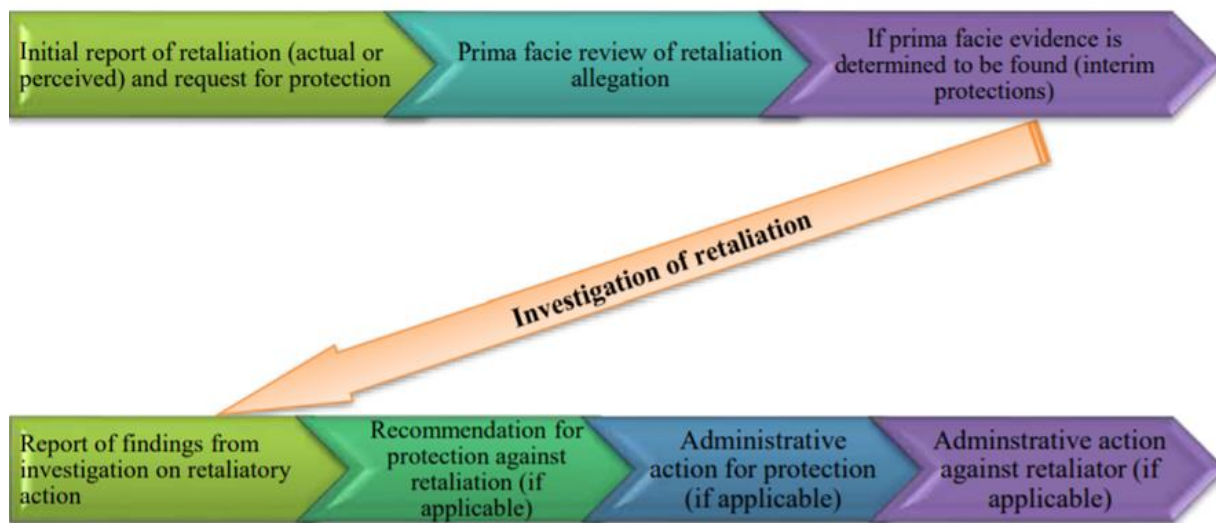 Initial report of retaliation (actual or
perceived) and request for protection
Prima facie review of retaliation
allegation
If prima facie evidence is
determined to be found (interim
protections)
Investigation of retaliation
Report of findings from
investigation on retaliatory
action
Recommendation for
protection against
retaliation (if
applicable)
Administrative
action for protection
(if applicable)
Adminstrative action
against retaliator (if
applicable)